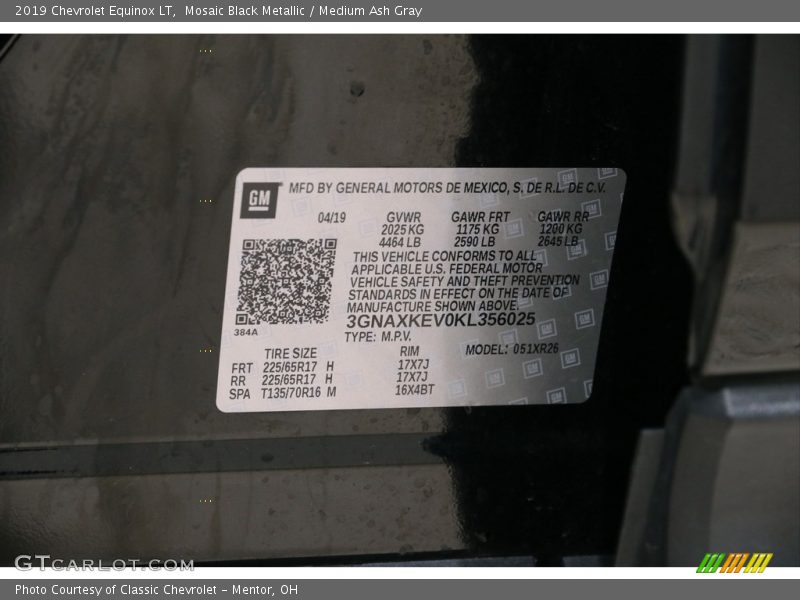 2019 Chevrolet Equinox LT, Mosaic Black Metallic / Medium Ash Gray
GM MFD BY GENERAL MOTORS DE MEXICO, S. DE R.L. DE C.V.
04/19 GVWR GAWR FRT GAWR RR
2025 KG 1175 KG 1200 KG
4464 LB 2590 LB 2645 LB
THIS VEHICLE CONFORMS TO ALL
APPLICABLE U.S. FEDERAL MOTOR
VEHICLE SAFETY AND THEFT PREVENTION
STANDARDS IN EFFECT ON THE DATE OF
MANUFACTURE SHOWN ABOVE.
3GNAXKEV0KL356025
384A
TYPE: M.P.V.
TIRE SIZE RIM MODEL: 051XR26
FRT 225/65R17 H 17X7J
RR 225/65R17 H 17X7J
SPA T135/70R16 M 16X4BT
GTCARLOT.COM
Photo Courtesy of Classic Chevrolet - Mentor, OH